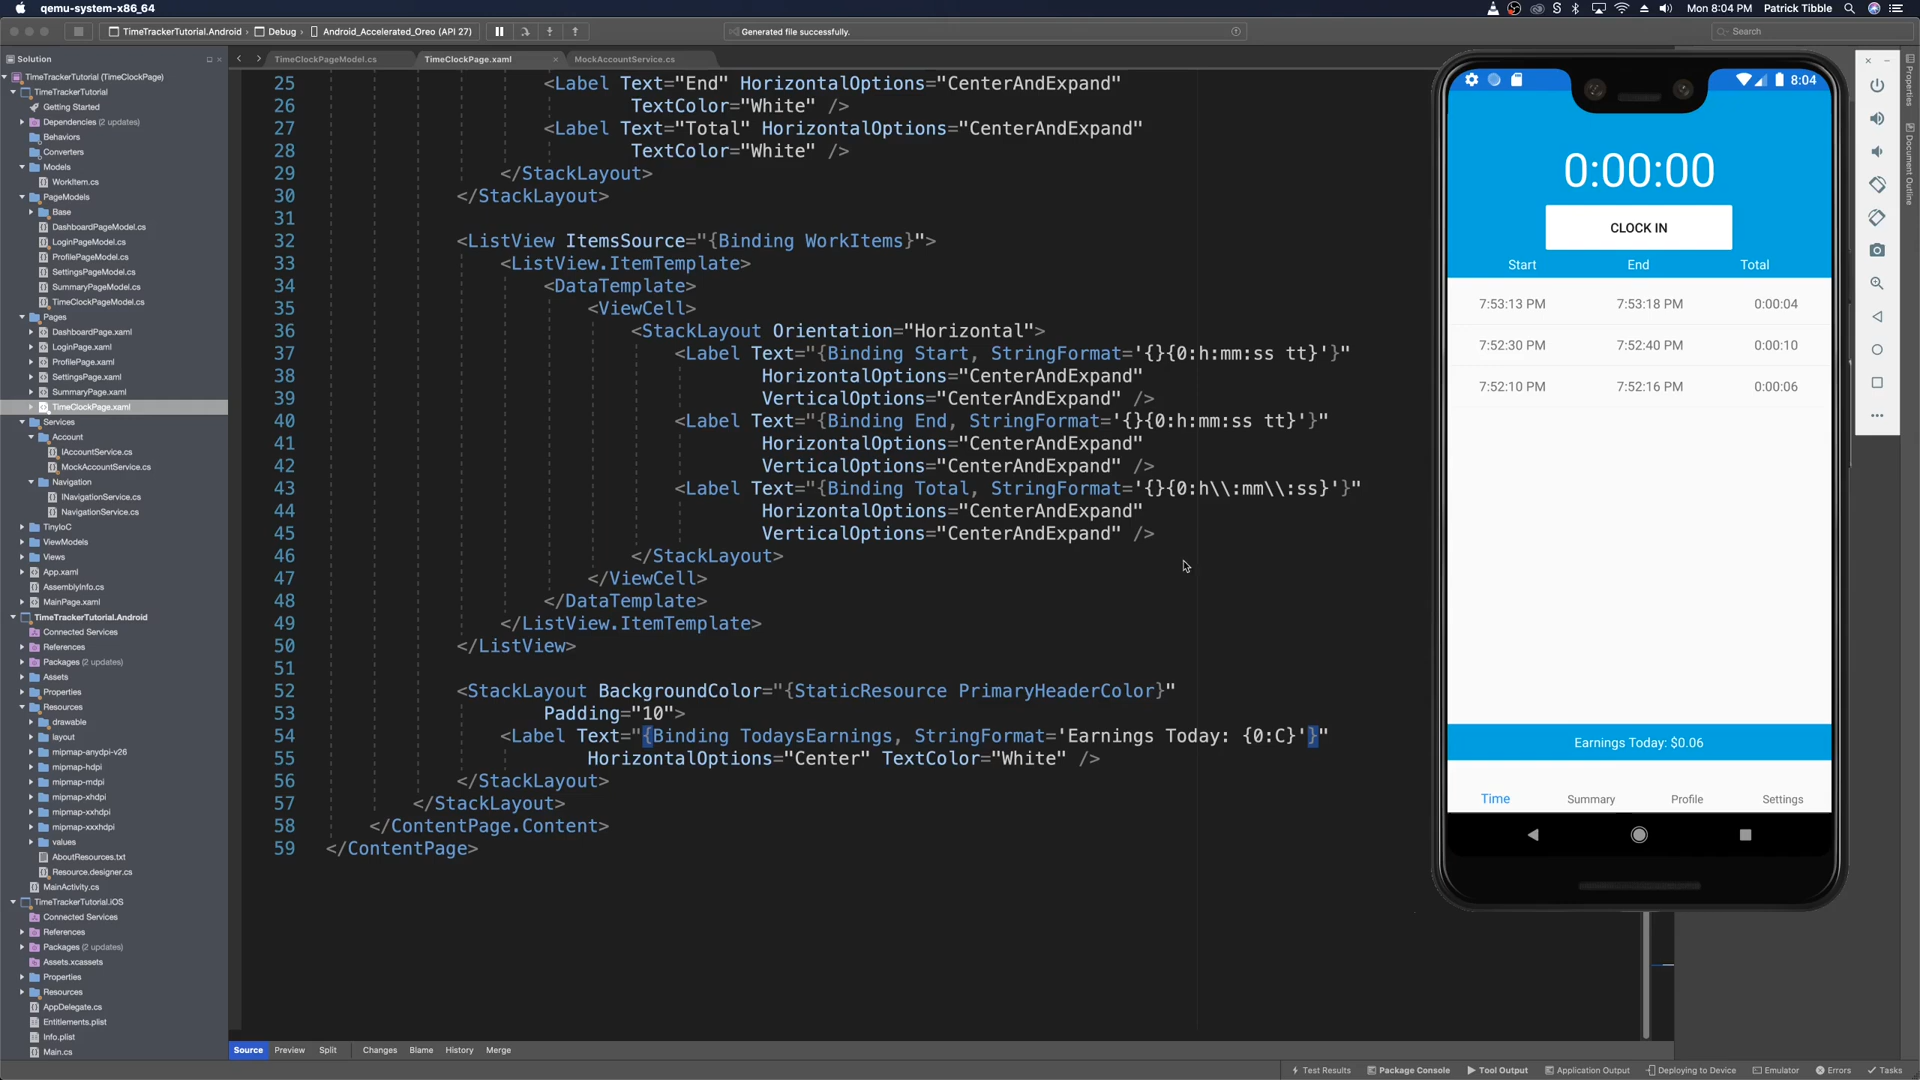 qemu-system-x86_64
Mon 8:04 PM
Patrick Tibble
TimeTrackerTutorial.Android
Debug
Android_Accelerated_Oreo (API 27)
Generated file successfully.
Search
Solution
TimeTrackerTutorial (TimeClockPage)
TimeTrackerTutorial
Getting Started
Dependencies (2 updates)
Behaviors
Converters
Models
WorkItem.cs
PageModels
Base
DashboardPageModel.cs
LoginPageModel.cs
ProfilePageModel.cs
SettingsPageModel.cs
SummaryPageModel.cs
TimeClockPageModel.cs
Pages
DashboardPage.xaml
LoginPage.xaml
ProfilePage.xaml
SettingsPage.xaml
SummaryPage.xaml
TimeClockPage.xaml
Services
Account
IAccountService.cs
MockAccountService.cs
Navigation
INavigationService.cs
NavigationService.cs
TinyIoC
ViewModels
Views
App.xaml
AssemblyInfo.cs
MainPage.xaml
TimeTrackerTutorial.Android
Connected Services
References
Packages (2 updates)
Assets
Properties
Resources
drawable
layout
mipmap-anydpi-v26
mipmap-hdpi
mipmap-mdpi
mipmap-xhdpi
mipmap-xxhdpi
mipmap-xxxhdpi
values
AboutResources.txt
Resource.designer.cs
MainActivity.cs
TimeTrackerTutorial.iOS
Connected Services
References
Packages (2 updates)
Assets.xcassets
Properties
Resources
AppDelegate.cs
Entitlements.plist
Info.plist
Main.cs
TimeClockPageModel.cs
TimeClockPage.xaml
MockAccountService.cs
25 <Label Text="End" HorizontalOptions="CenterAndExpand"
26 TextColor="White" />
27 <Label Text="Total" HorizontalOptions="CenterAndExpand"
28 TextColor="White" />
29 </StackLayout>
30 </StackLayout>
31
32 <ListView ItemsSource="{Binding WorkItems}">
33 <ListView.ItemTemplate>
34 <DataTemplate>
35 <ViewCell>
36 <StackLayout Orientation="Horizontal">
37 <Label Text="{Binding Start, StringFormat='{}{0:h:mm:ss tt}'}"
38 HorizontalOptions="CenterAndExpand"
39 VerticalOptions="CenterAndExpand" />
40 <Label Text="{Binding End, StringFormat='{}{0:h:mm:ss tt}'}"
41 HorizontalOptions="CenterAndExpand"
42 VerticalOptions="CenterAndExpand" />
43 <Label Text="{Binding Total, StringFormat='{}{0:h\\:mm\\:ss}'}"
44 HorizontalOptions="CenterAndExpand"
45 VerticalOptions="CenterAndExpand" />
46 </StackLayout>
47 </ViewCell>
48 </DataTemplate>
49 </ListView.ItemTemplate>
50 </ListView>
51
52 <StackLayout BackgroundColor="{StaticResource PrimaryHeaderColor}"
53 Padding="10">
54 <Label Text="{Binding TodaysEarnings, StringFormat='Earnings Today: {0:C}'}"
55 HorizontalOptions="Center" TextColor="White" />
56 </StackLayout>
57 </StackLayout>
58 </ContentPage.Content>
59 </ContentPage>
8:04
0:00:00
CLOCK IN
Start End Total
7:53:13 PM 7:53:18 PM 0:00:04
7:52:30 PM 7:52:40 PM 0:00:10
7:52:10 PM 7:52:16 PM 0:00:06
Earnings Today: $0.06
Time Summary Profile Settings
Properties
Document Outline
Source Preview Split Changes Blame History Merge
Test Results Package Console Tool Output Application Output Deploying to Device Emulator Errors Tasks